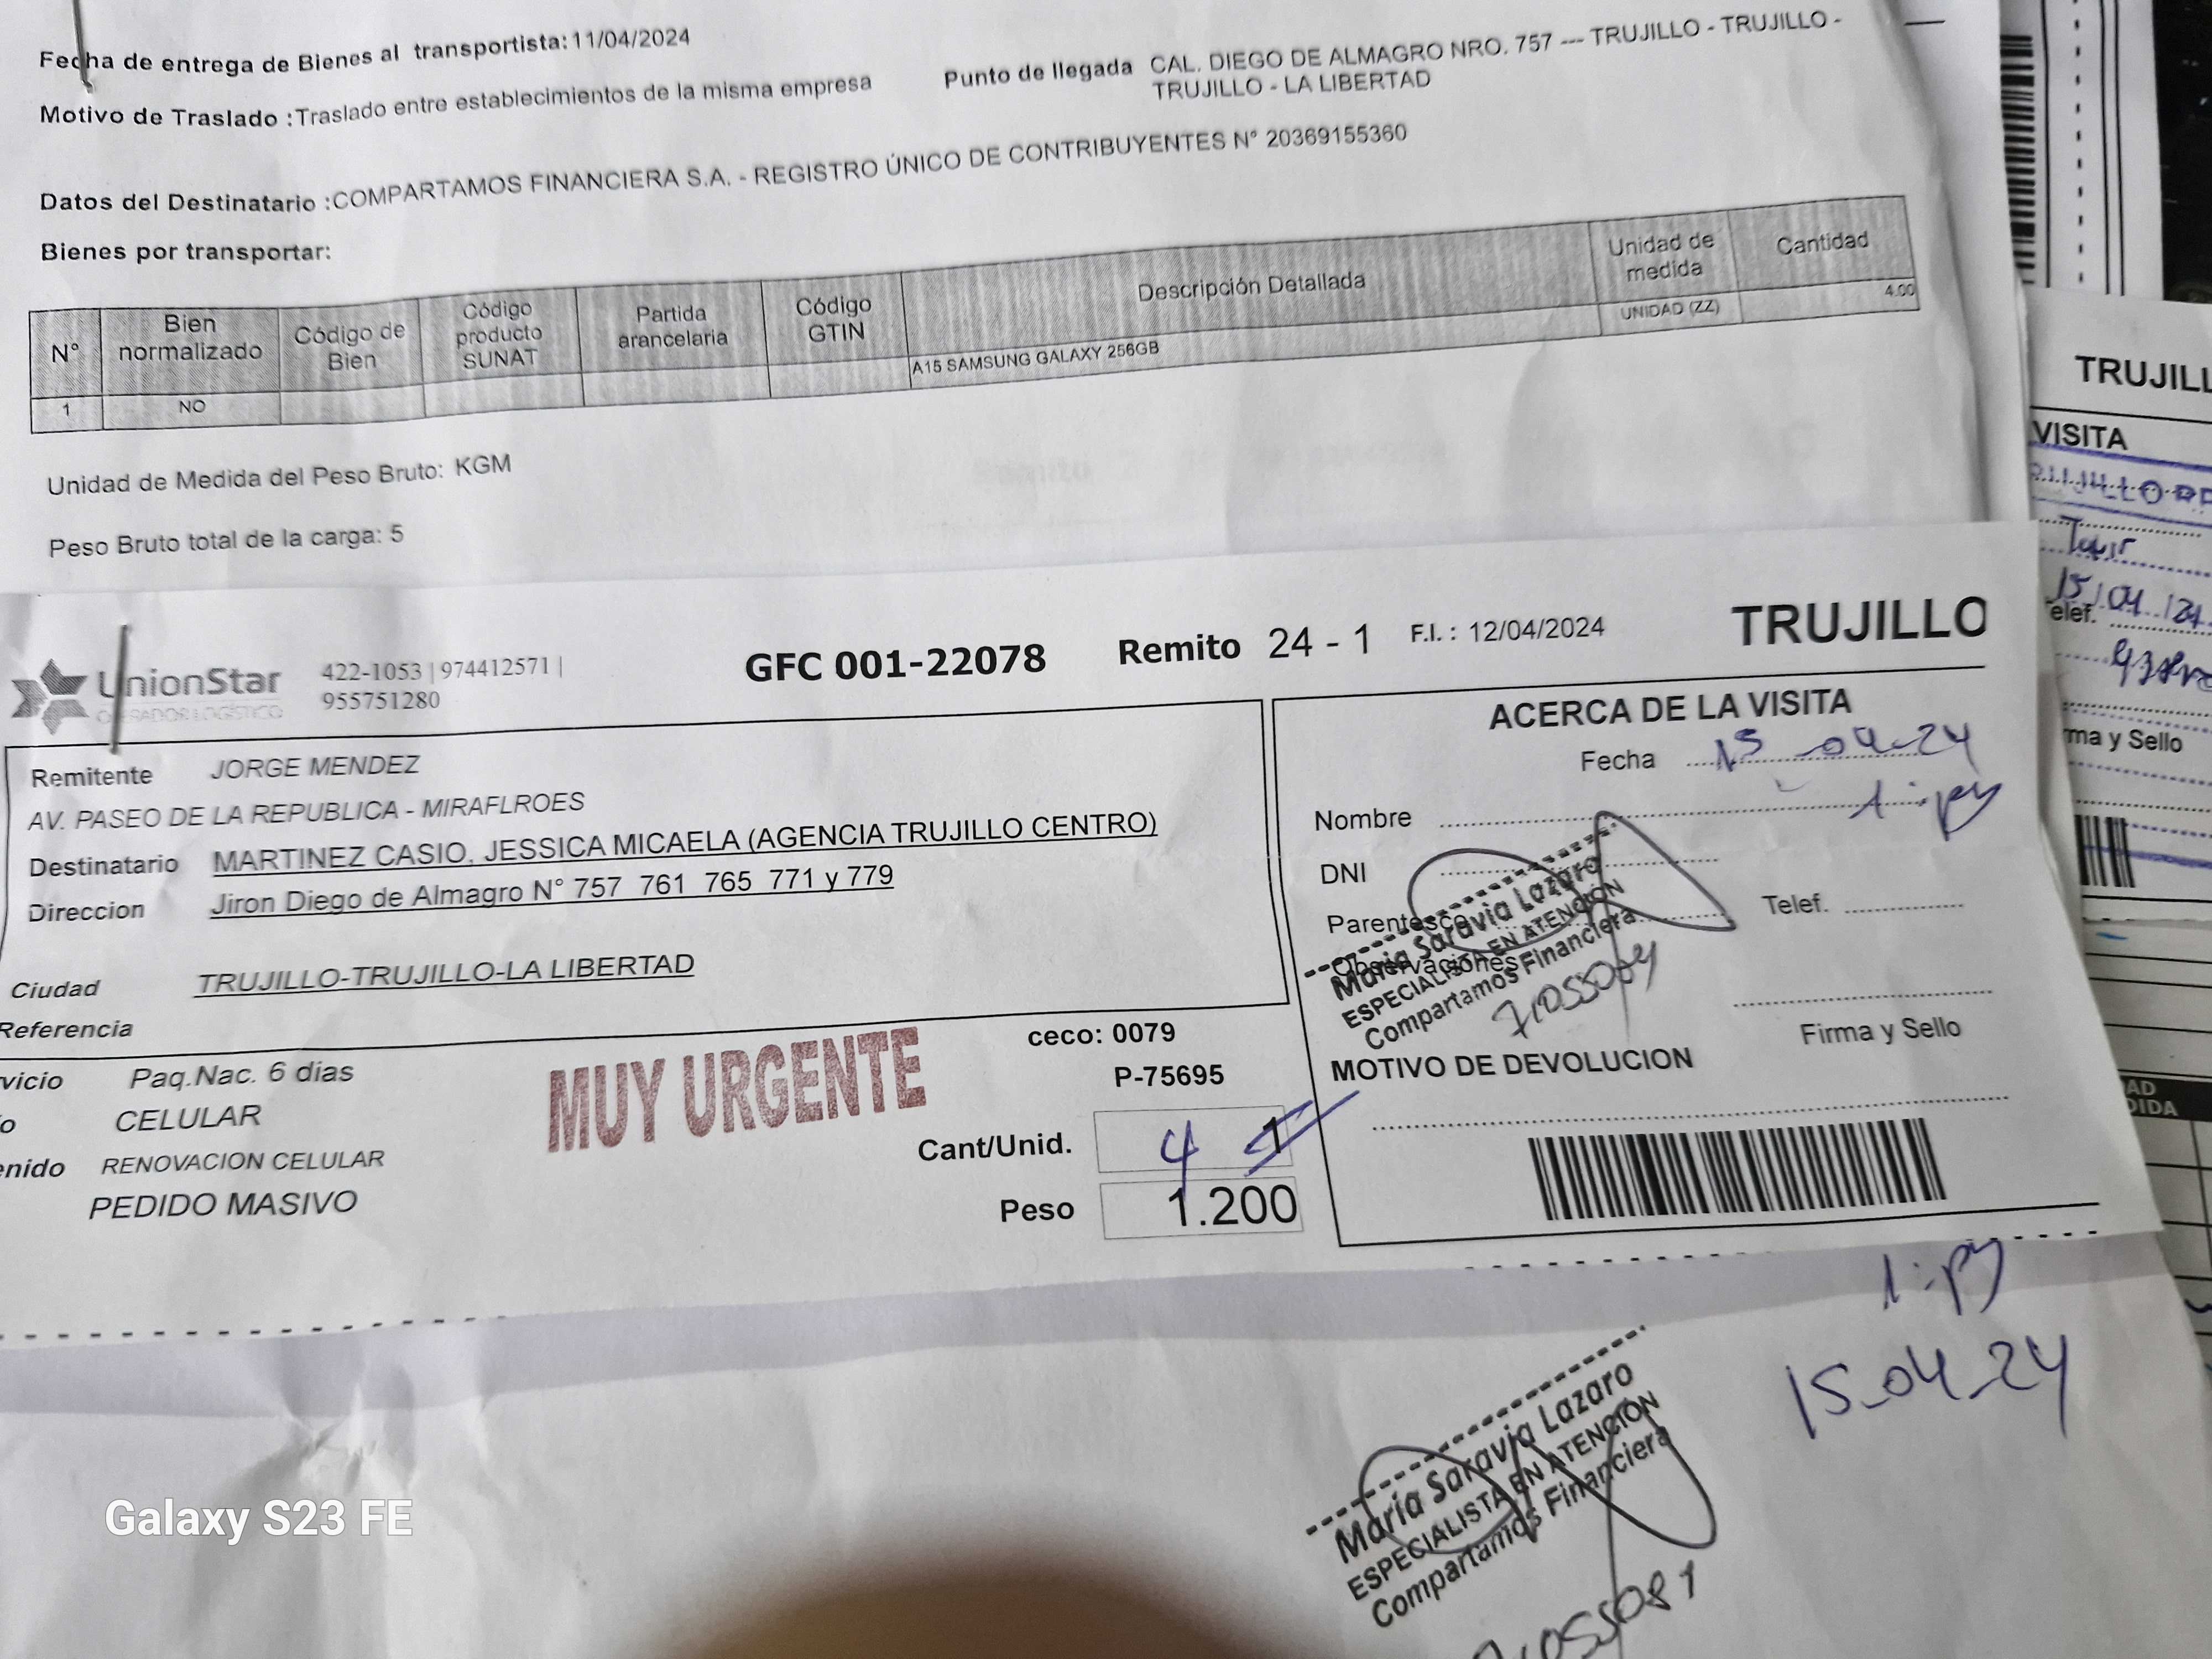 Fecha de entrega de Bienes al transportista:11/04/2024
Motivo de Traslado :Traslado entre establecimientos de la misma empresa
Punto de llegada CAL. DIEGO DE ALMAGRO NRO. 757 --- TRUJILLO - TRUJILLO -
TRUJILLO - LA LIBERTAD
Datos del Destinatario :COMPARTAMOS FINANCIERA S.A. - REGISTRO ÚNICO DE CONTRIBUYENTES N° 20369155360
Bienes por transportar:
N° Bien normalizado Código de Bien Código producto SUNAT Partida arancelaria Código GTIN Descripción Detallada Unidad de medida Cantidad
1 NO A15 SAMSUNG GALAXY 256GB UNIDAD (ZZ) 4.00
Unidad de Medida del Peso Bruto: KGM
Peso Bruto total de la carga: 5
UnionStar
OPERADOR LOGÍSTICO
422-1053 | 974412571 |
955751280
GFC 001-22078 Remito 24 - 1 F.I. : 12/04/2024 TRUJILLO
Remitente JORGE MENDEZ
AV. PASEO DE LA REPUBLICA - MIRAFLROES
Destinatario MARTINEZ CASIO, JESSICA MICAELA (AGENCIA TRUJILLO CENTRO)
Direccion Jiron Diego de Almagro N° 757 761 765 771 y 779
Ciudad TRUJILLO-TRUJILLO-LA LIBERTAD
Referencia
vicio Paq.Nac. 6 dias
o CELULAR
enido RENOVACION CELULAR
PEDIDO MASIVO
MUY URGENTE
ceco: 0079
P-75695
Cant/Unid. 4 1
Peso 1.200
ACERCA DE LA VISITA
Fecha 15-04-24
Nombre
DNI
Parentesco
Telef.
Observaciones
María Saravia Lazaro
ESPECIALISTA EN ATENCIÓN
Compartamos Financiera
Firma y Sello
MOTIVO DE DEVOLUCION
15-04-24
María Saravia Lazaro
ESPECIALISTA EN ATENCIÓN
Compartamos Financiera
TRUJILL
VISITA
15/04/24
Telef.
rma y Sello
Galaxy S23 FE